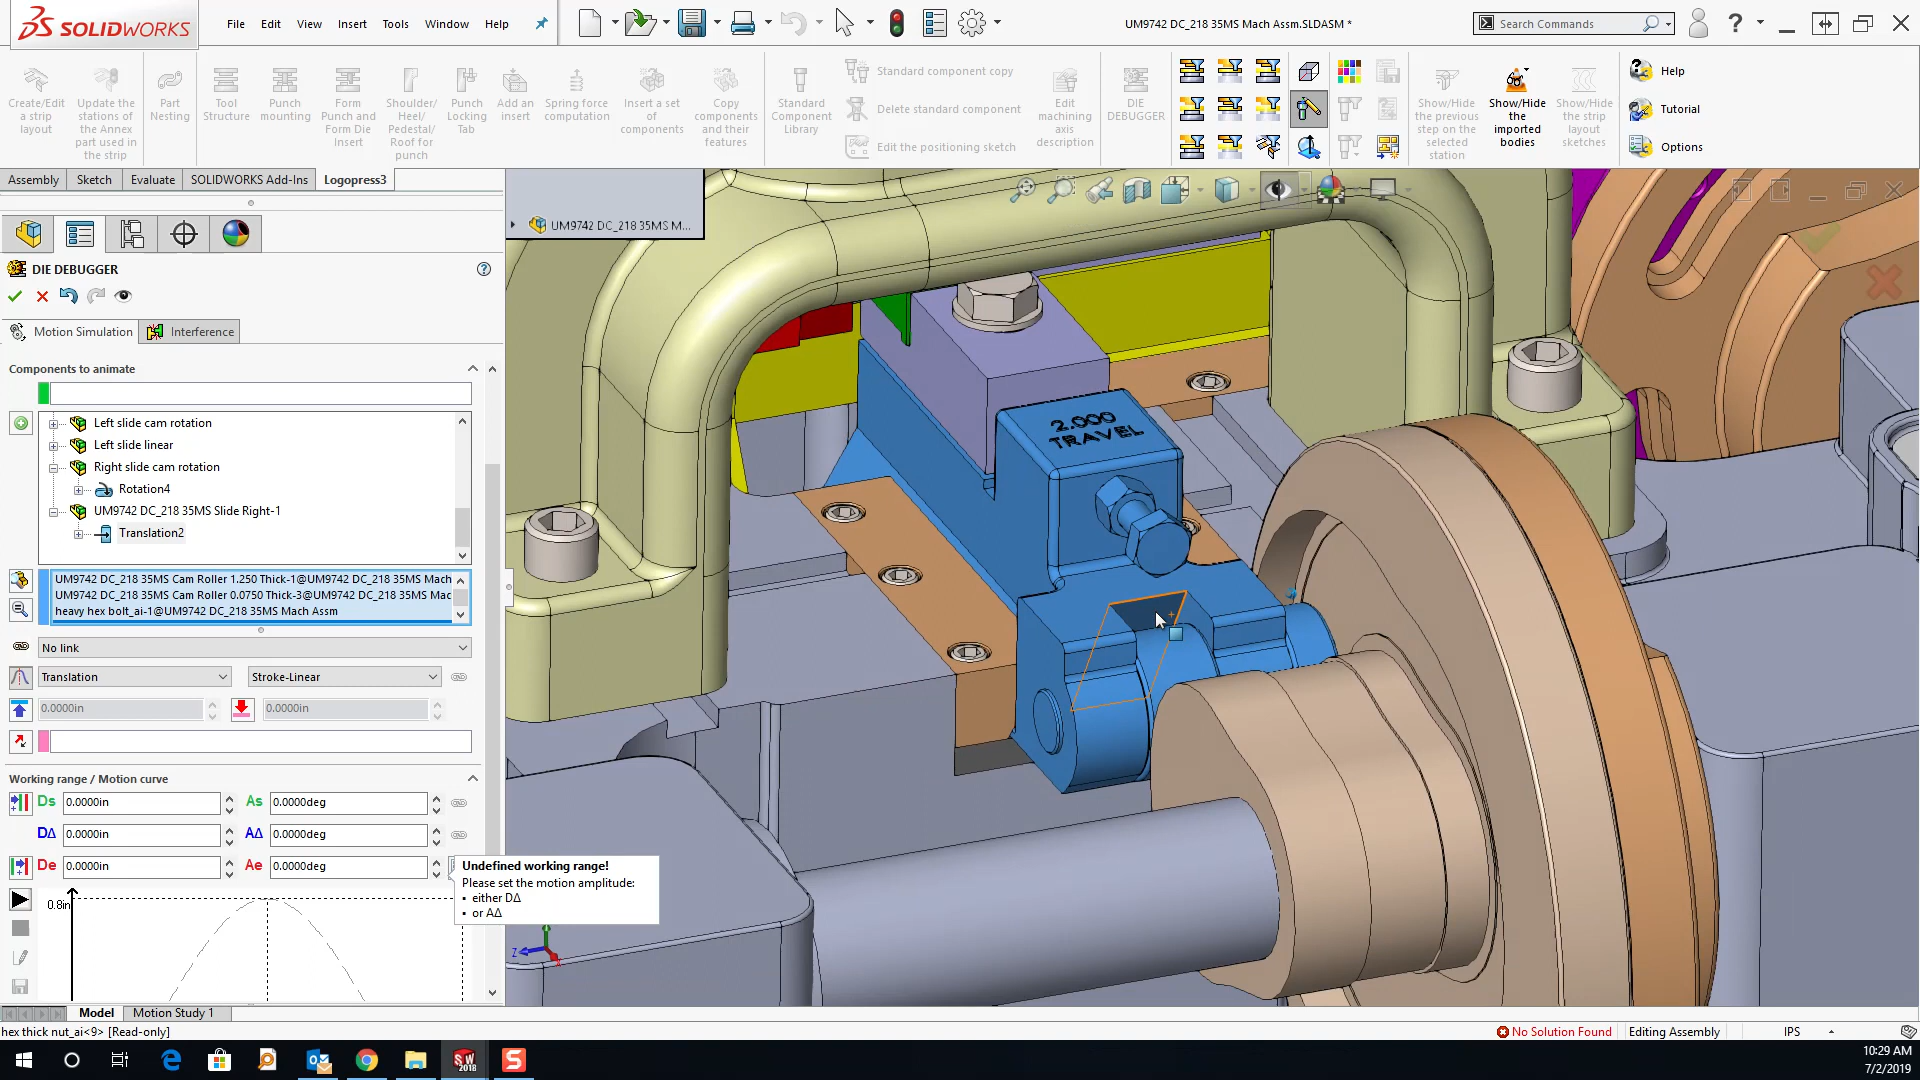 SOLIDWORKS
File Edit View Insert Tools Window Help
UM9742 DC_218 35MS Mach Assm.SLDASM *
Search Commands
Create/Edit a strip layout
Update the stations of the Annex part used in the strip
Part Nesting
Tool Structure
Punch mounting
Form Punch and Form Die Insert
Shoulder/ Heel/ Pedestal/ Roof for punch
Punch Locking Tab
Add an insert
Spring force computation
Insert a set of components
Copy components and their features
Standard Component Library
Standard component copy
Delete standard component
Edit the positioning sketch
Edit machining axis description
DIE DEBUGGER
Show/Hide the previous step on the selected station
Show/Hide the imported bodies
Show/Hide the strip layout sketches
Help
Tutorial
Options
Assembly Sketch Evaluate SOLIDWORKS Add-Ins Logopress3
UM9742 DC_218 35MS M...
DIE DEBUGGER
Motion Simulation Interference
Components to animate
Left slide cam rotation
Left slide linear
Right slide cam rotation
Rotation4
UM9742 DC_218 35MS Slide Right-1
Translation2
UM9742 DC_218 35MS Cam Roller 1.250 Thick-1@UM9742 DC_218 35MS Mach
UM9742 DC_218 35MS Cam Roller 0.0750 Thick-3@UM9742 DC_218 35MS Mac
heavy hex bolt_ai-1@UM9742 DC_218 35MS Mach Assm
No link
Translation Stroke-Linear
0.0000in 0.0000in
Working range / Motion curve
Ds 0.0000in As 0.0000deg
DΔ 0.0000in AΔ 0.0000deg
De 0.0000in Ae 0.0000deg
Undefined working range!
Please set the motion amplitude:
▪ either DΔ
▪ or AΔ
0.8in
2.000
TRAVEL
Z
Model Motion Study 1
hex thick nut_ai<9> [Read-only]
No Solution Found Editing Assembly IPS
SW
2018
S
10:29 AM
7/2/2019